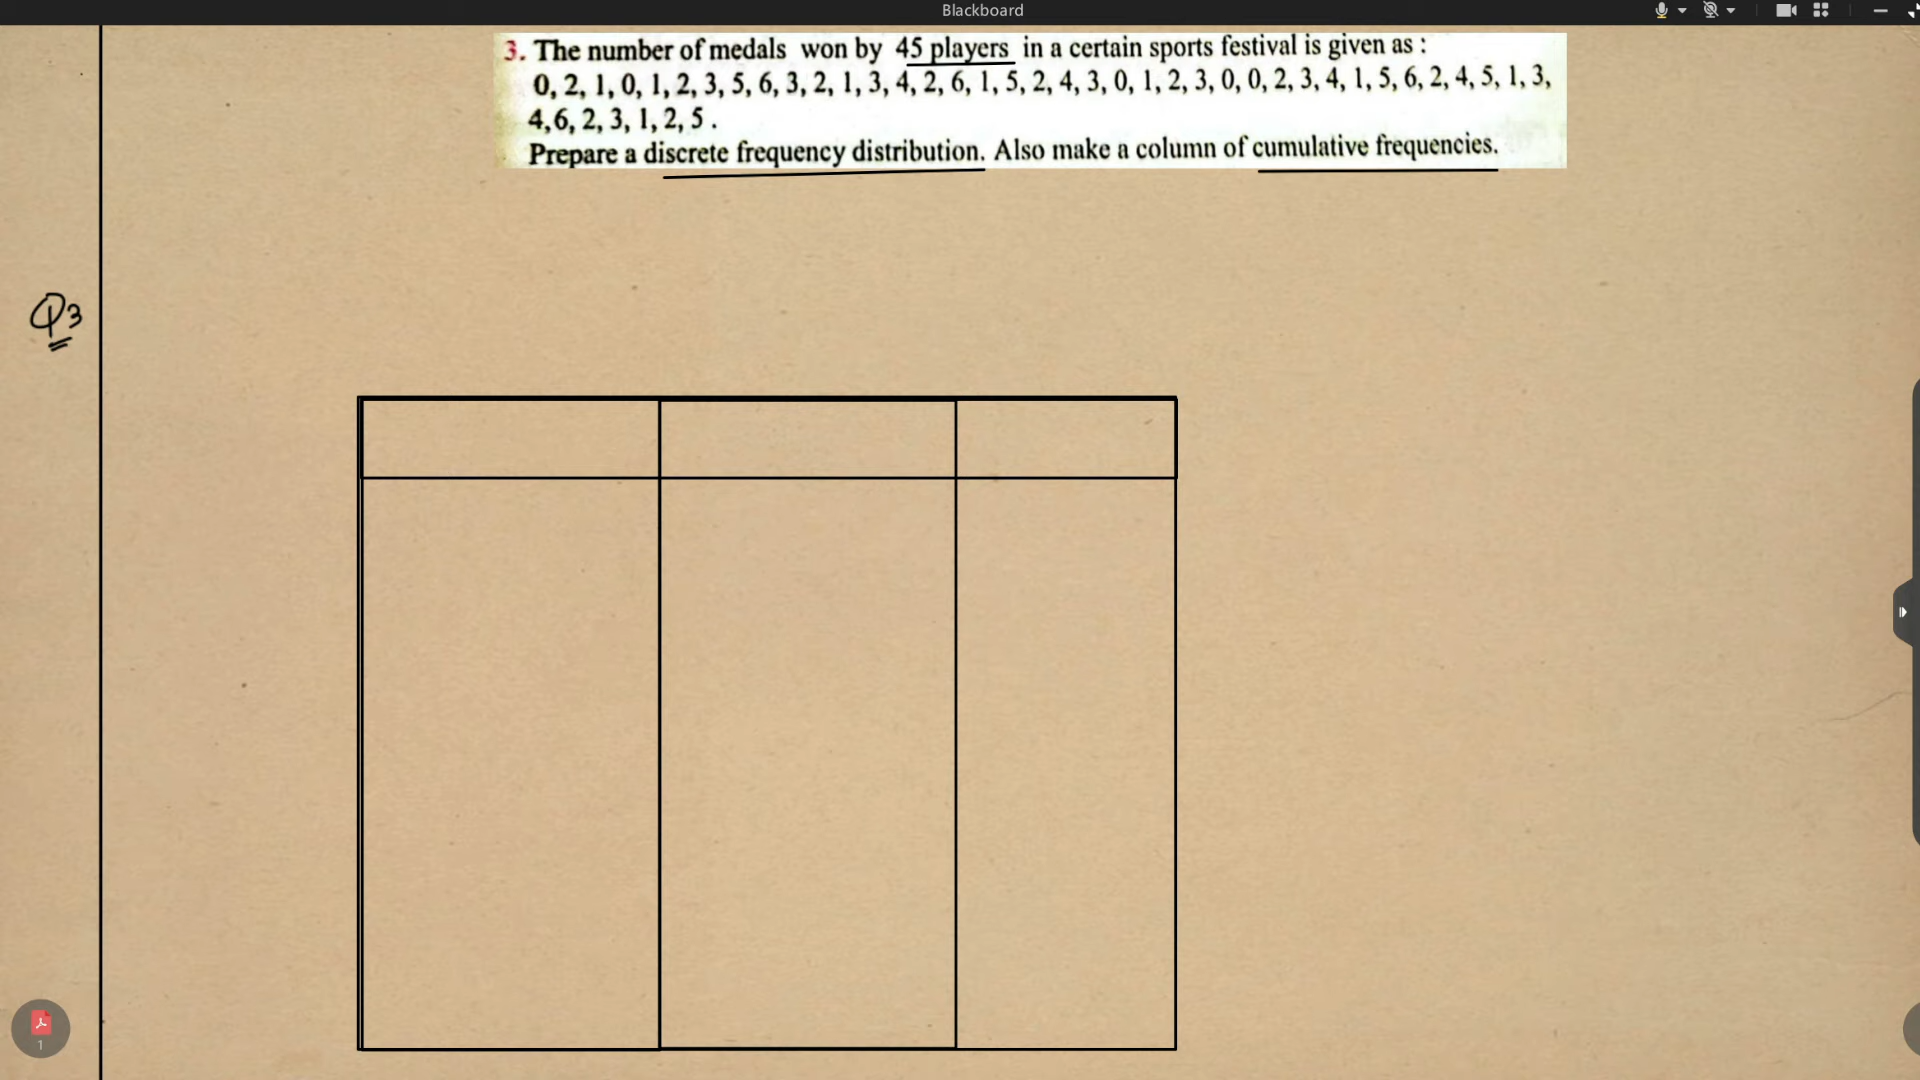 Blackboard
3. The number of medals won by 45 players in a certain sports festival is given as :
0, 2, 1, 0, 1, 2, 3, 5, 6, 3, 2, 1, 3, 4, 2, 6, 1, 5, 2, 4, 3, 0, 1, 2, 3, 0, 0, 2, 3, 4, 1, 5, 6, 2, 4, 5, 1, 3,
4,6, 2, 3, 1, 2, 5 .
Prepare a discrete frequency distribution. Also make a column of cumulative frequencies.
Q3
1